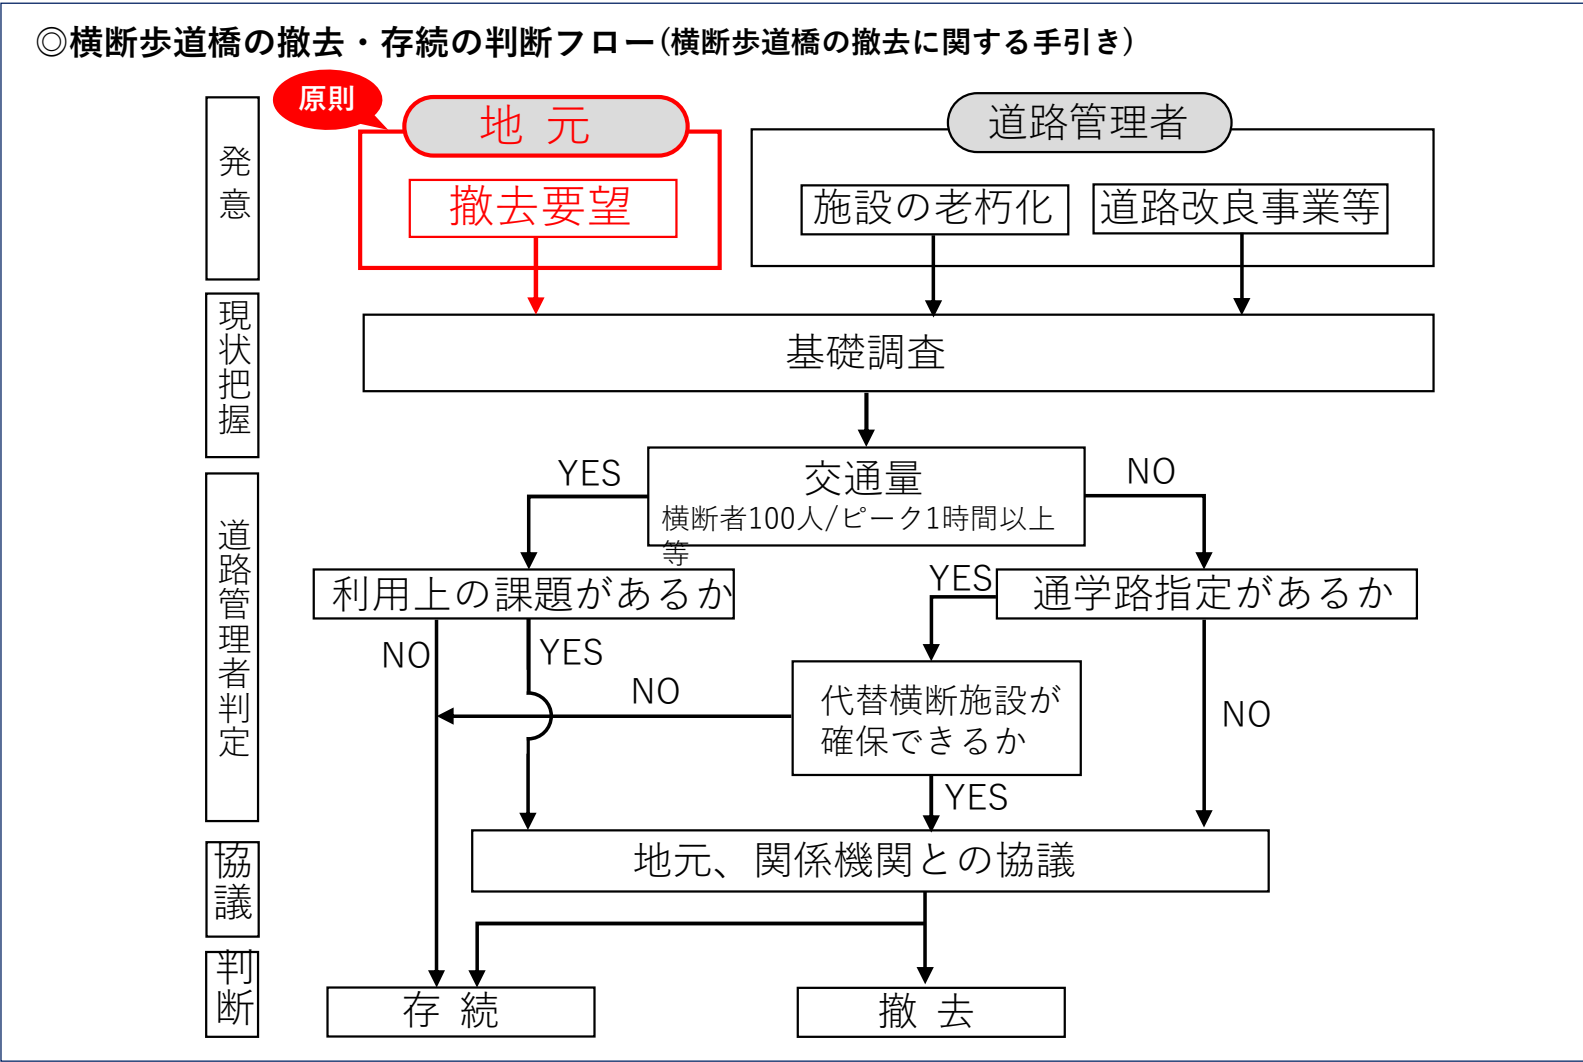 ◎横断歩道橋の撤去・存続の判断フロー(横断歩道橋の撤去に関する手引き)
原則
地 元
道路管理者
発意
撤去要望
施設の老朽化
道路改良事業等
現状把握
基礎調査
YES
交通量
NO
横断者100人/ピーク1時間以上
等
道路管理者判定
利用上の課題があるか
YES
通学路指定があるか
NO
YES
NO
代替横断施設が
確保できるか
NO
YES
協議
地元、関係機関との協議
判断
存 続
撤 去